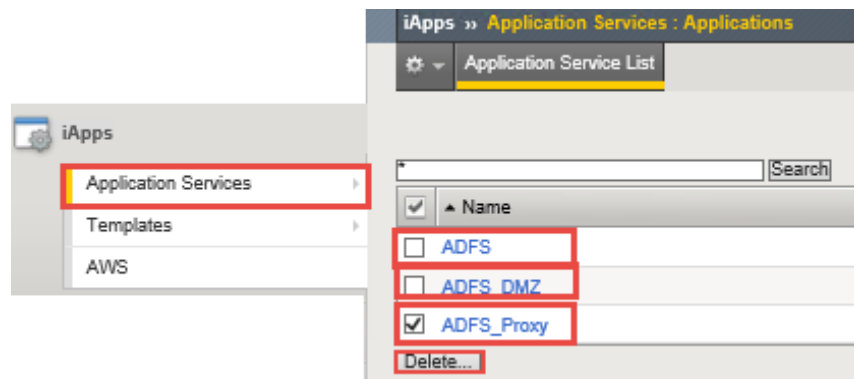 iApps » Application Services : Applications
Application Service List
iApps
Application Services
Templates
AWS
*
Search
Name
ADFS
ADFS_DMZ
ADFS_Proxy
Delete...